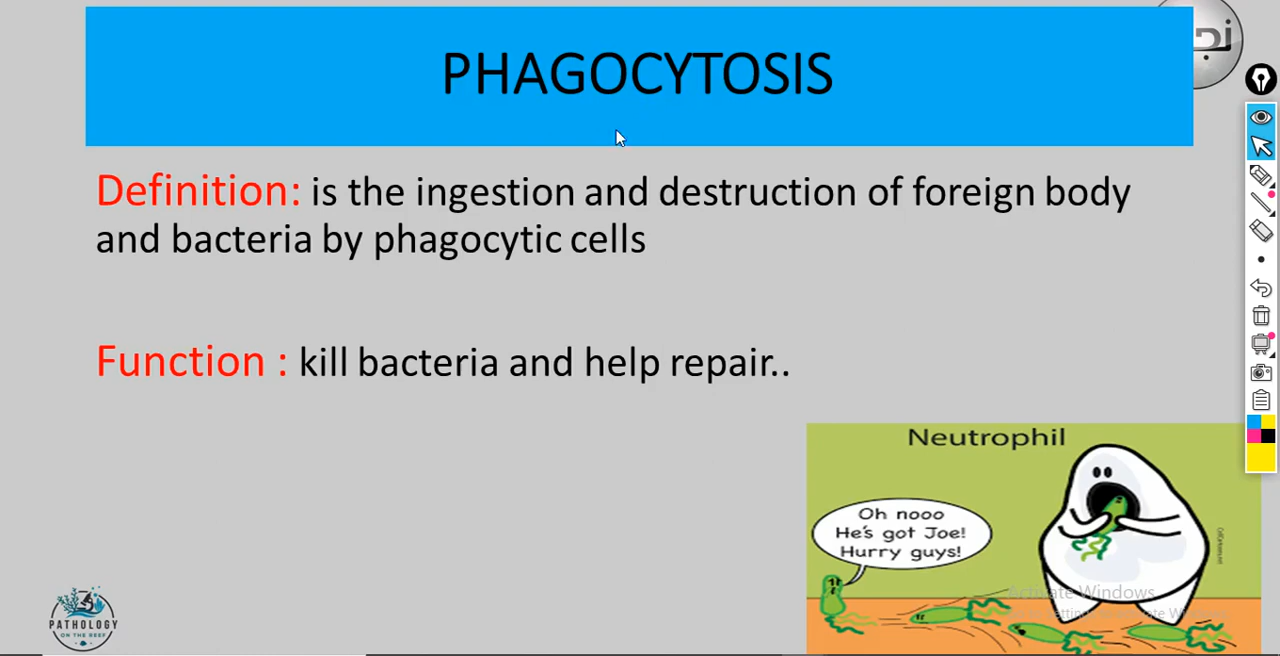 PHAGOCYTOSIS
Definition: is the ingestion and destruction of foreign body
and bacteria by phagocytic cells
Function : kill bacteria and help repair..
Neutrophil
Oh nooo
He's got Joe!
Hurry guys!
Activate Windows
PATHOLOGY
ON THE REEF